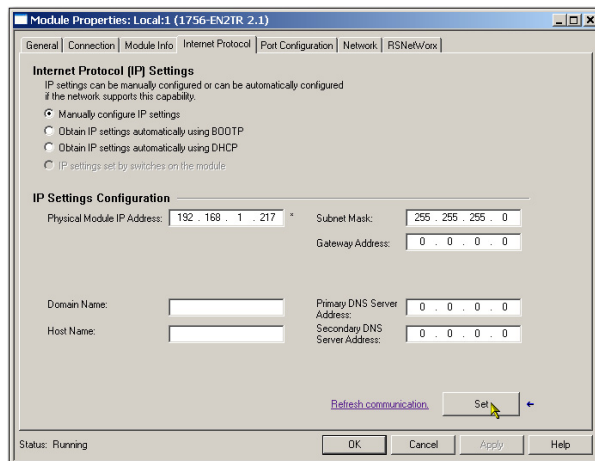 Module Properties: Local:1 (1756-EN2TR 2.1)
General Connection Module Info Internet Protocol Port Configuration Network RSNetWorx
Internet Protocol (IP) Settings
IP settings can be manually configured or can be automatically configured
if the network supports this capability.
Manually configure IP settings
Obtain IP settings automatically using BOOTP
Obtain IP settings automatically using DHCP
IP settings set by switches on the module
IP Settings Configuration
Physical Module IP Address: 192 . 168 . 1 . 217 * Subnet Mask: 255 . 255 . 255 . 0
Gateway Address: 0 . 0 . 0 . 0
Domain Name: Primary DNS Server
Address: 0 . 0 . 0 . 0
Host Name: Secondary DNS
Server Address: 0 . 0 . 0 . 0
Refresh communication. Set ←
Status: Running OK Cancel Apply Help